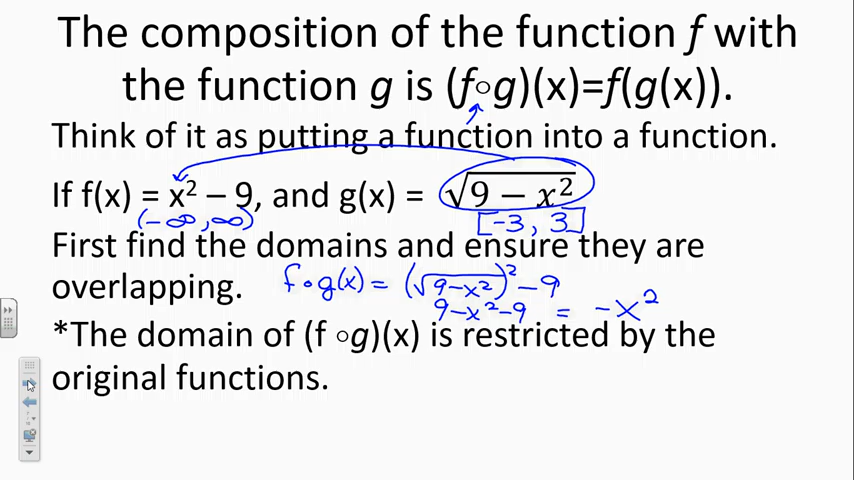 The composition of the function f with
the function g is (f∘g)(x)=f(g(x)).
Think of it as putting a function into a function.
If f(x) = x² – 9, and g(x) = √(9 − x²)
(-∞, ∞) [-3, 3]
First find the domains and ensure they are
overlapping. f∘g(x) = (√(9-x²))² - 9
9-x²-9 = -x²
*The domain of (f ∘g)(x) is restricted by the
original functions.